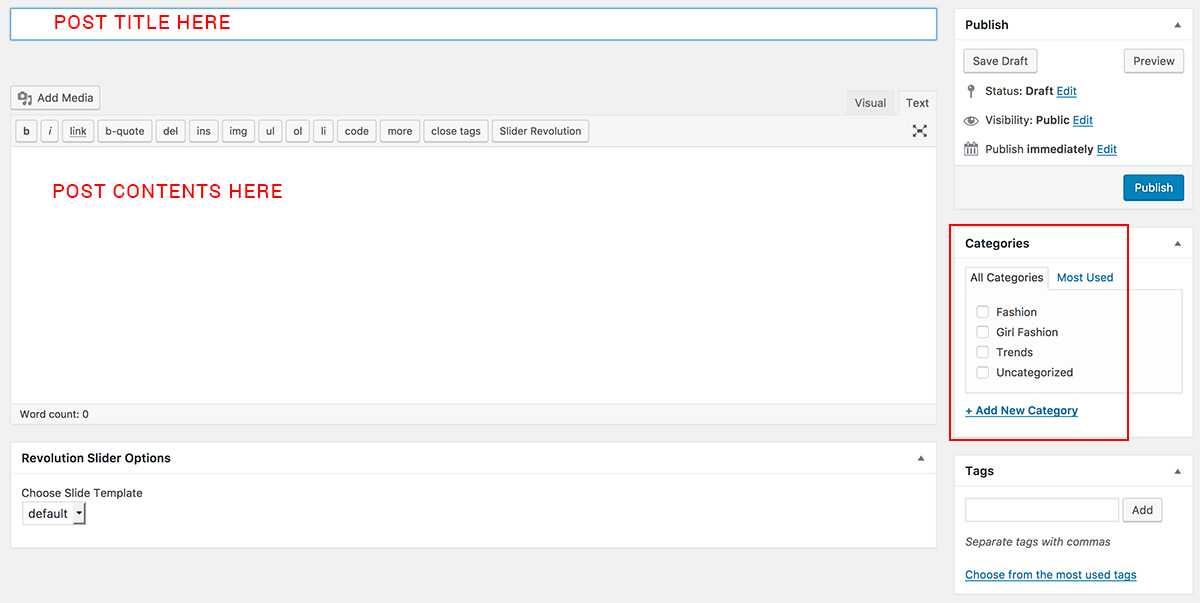 POST TITLE HERE
Add Media
Visual Text
b i link b-quote del ins img ul ol li code more close tags Slider Revolution
POST CONTENTS HERE
Word count: 0
Revolution Slider Options
Choose Slide Template
default
Publish
Save Draft Preview
Status: Draft Edit
Visibility: Public Edit
Publish immediately Edit
Publish
Categories
All Categories Most Used
Fashion
Girl Fashion
Trends
Uncategorized
+ Add New Category
Tags
Add
Separate tags with commas
Choose from the most used tags